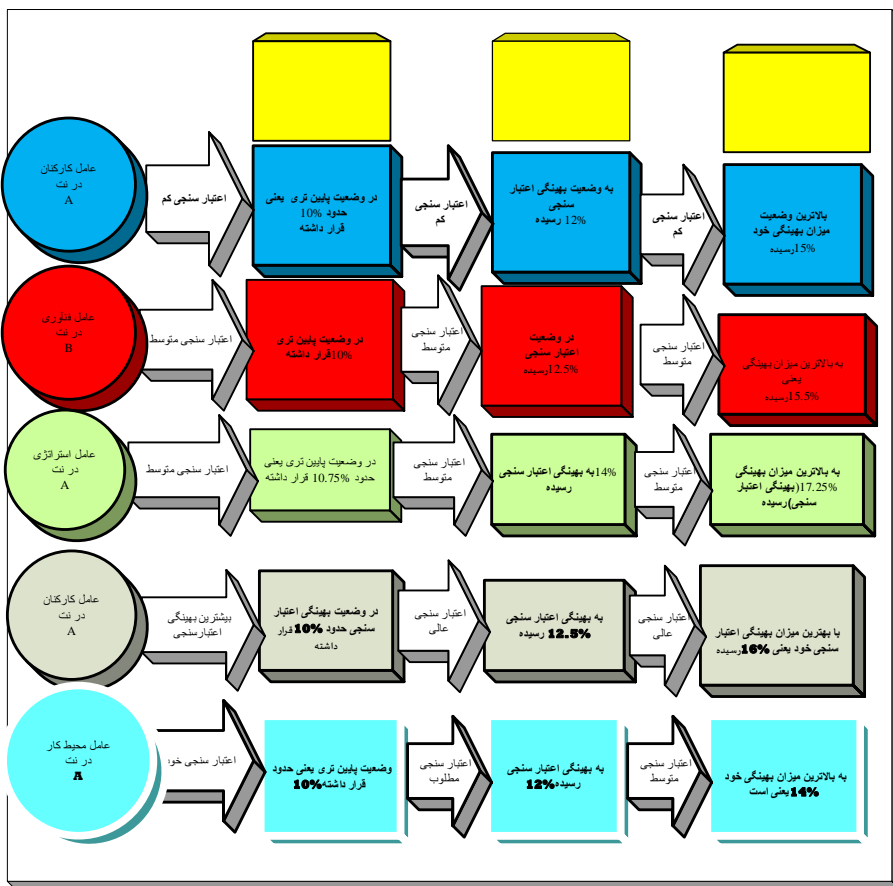 عامل کارکنان
در نت
A
اعتبار سنجی کم
در وضعیت پایین تری یعنی
حدود 10%
قرار داشته
اعتبار سنجی
کم
به وضعیت بهینگی اعتبار
سنجی
12% رسیده
اعتبار سنجی
کم
بالاترین وضعیت
میزان بهینگی خود
15%رسیده
عامل فناوری
در نت
B
اعتبار سنجی متوسط
در وضعیت پایین تری
10%قرار داشته
اعتبار سنجی
متوسط
در وضعیت
اعتبار سنجی
12.5%رسیده
اعتبار سنجی
متوسط
به بالاترین میزان بهینگی
یعنی
15.5%رسیده
عامل استراتژی
در نت
A
اعتبار سنجی متوسط
در وضعیت پایین تری یعنی
حدود 10.75% قرار داشته
اعتبار سنجی
متوسط
14%به بهینگی اعتبار سنجی
رسیده
اعتبار سنجی
متوسط
به بالاترین میزان بهینگی
17.25%(بهینگی اعتبار
سنجی)رسیده
عامل کارکنان
در نت
A
بیشترین بهینگی
اعتبارسنجی
در وضعیت بهینگی اعتبار
سنجی حدود 10% قرار
داشته
اعتبار سنجی
عالی
به بهینگی اعتبار سنجی
12.5% رسیده
اعتبار سنجی
عالی
با بهترین میزان بهینگی اعتبار
سنجی خود یعنی 16%رسیده
عامل محیط کار
در نت
A
اعتبار سنجی خو
وضعیت پایین تری یعنی حدود
10%قرار داشته
اعتبار سنجی
مطلوب
به بهینگی اعتبار سنجی
12%رسیده
اعتبار سنجی
متوسط
به بالاترین میزان بهینگی خود
14%یعنی است